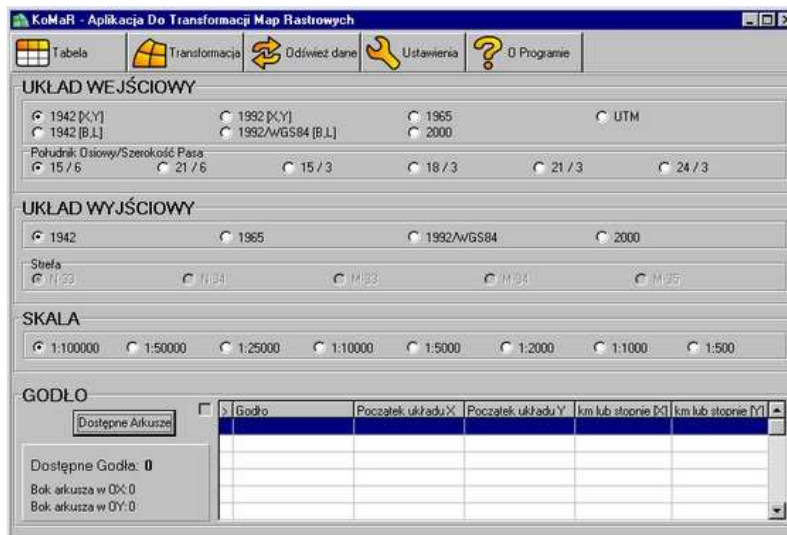 KoMaR - Aplikacja Do Transformacji Map Rastrowych
Tabela Transformacja Odśwież dane Ustawienia O Programie
UKŁAD WEJŚCIOWY
1942 [X,Y] 1992 [X,Y] 1965 UTM
1942 [B,L] 1992/WGS84 [B,L] 2000
Południk Osiowy/Szerokość Pasa
15 / 6 21 / 6 15 / 3 18 / 3 21 / 3 24 / 3
UKŁAD WYJŚCIOWY
1942 1965 1992/WGS84 2000
Strefa
N-33 N-34 M-33 M-34 M-35
SKALA
1:100000 1:50000 1:25000 1:10000 1:5000 1:2000 1:1000 1:500
GODŁO
Dostępne Arkusze
> Godło Początek układu X Początek układu Y km lub stopnie [X] km lub stopnie [Y]
Dostępne Godła: 0
Bok arkusza w OX: 0
Bok arkusza w OY: 0